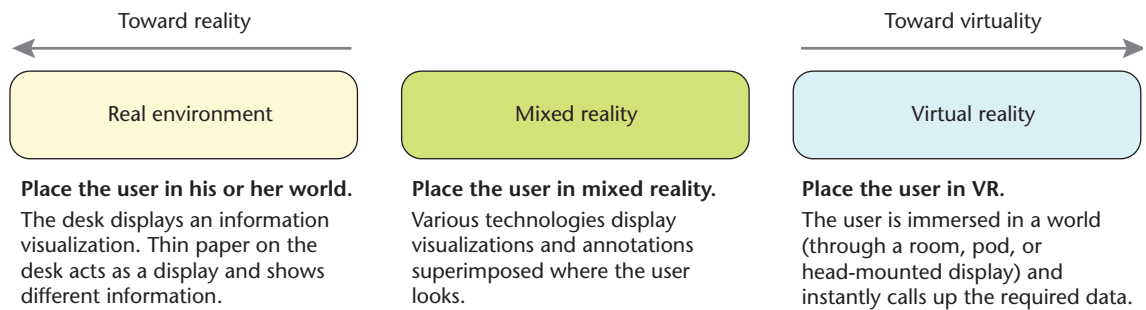 Toward reality
Toward virtuality
Real environment
Mixed reality
Virtual reality
Place the user in his or her world.
The desk displays an information
visualization. Thin paper on the
desk acts as a display and shows
different information.
Place the user in mixed reality.
Various technologies display
visualizations and annotations
superimposed where the user
looks.
Place the user in VR.
The user is immersed in a world
(through a room, pod, or
head-mounted display) and
instantly calls up the required data.